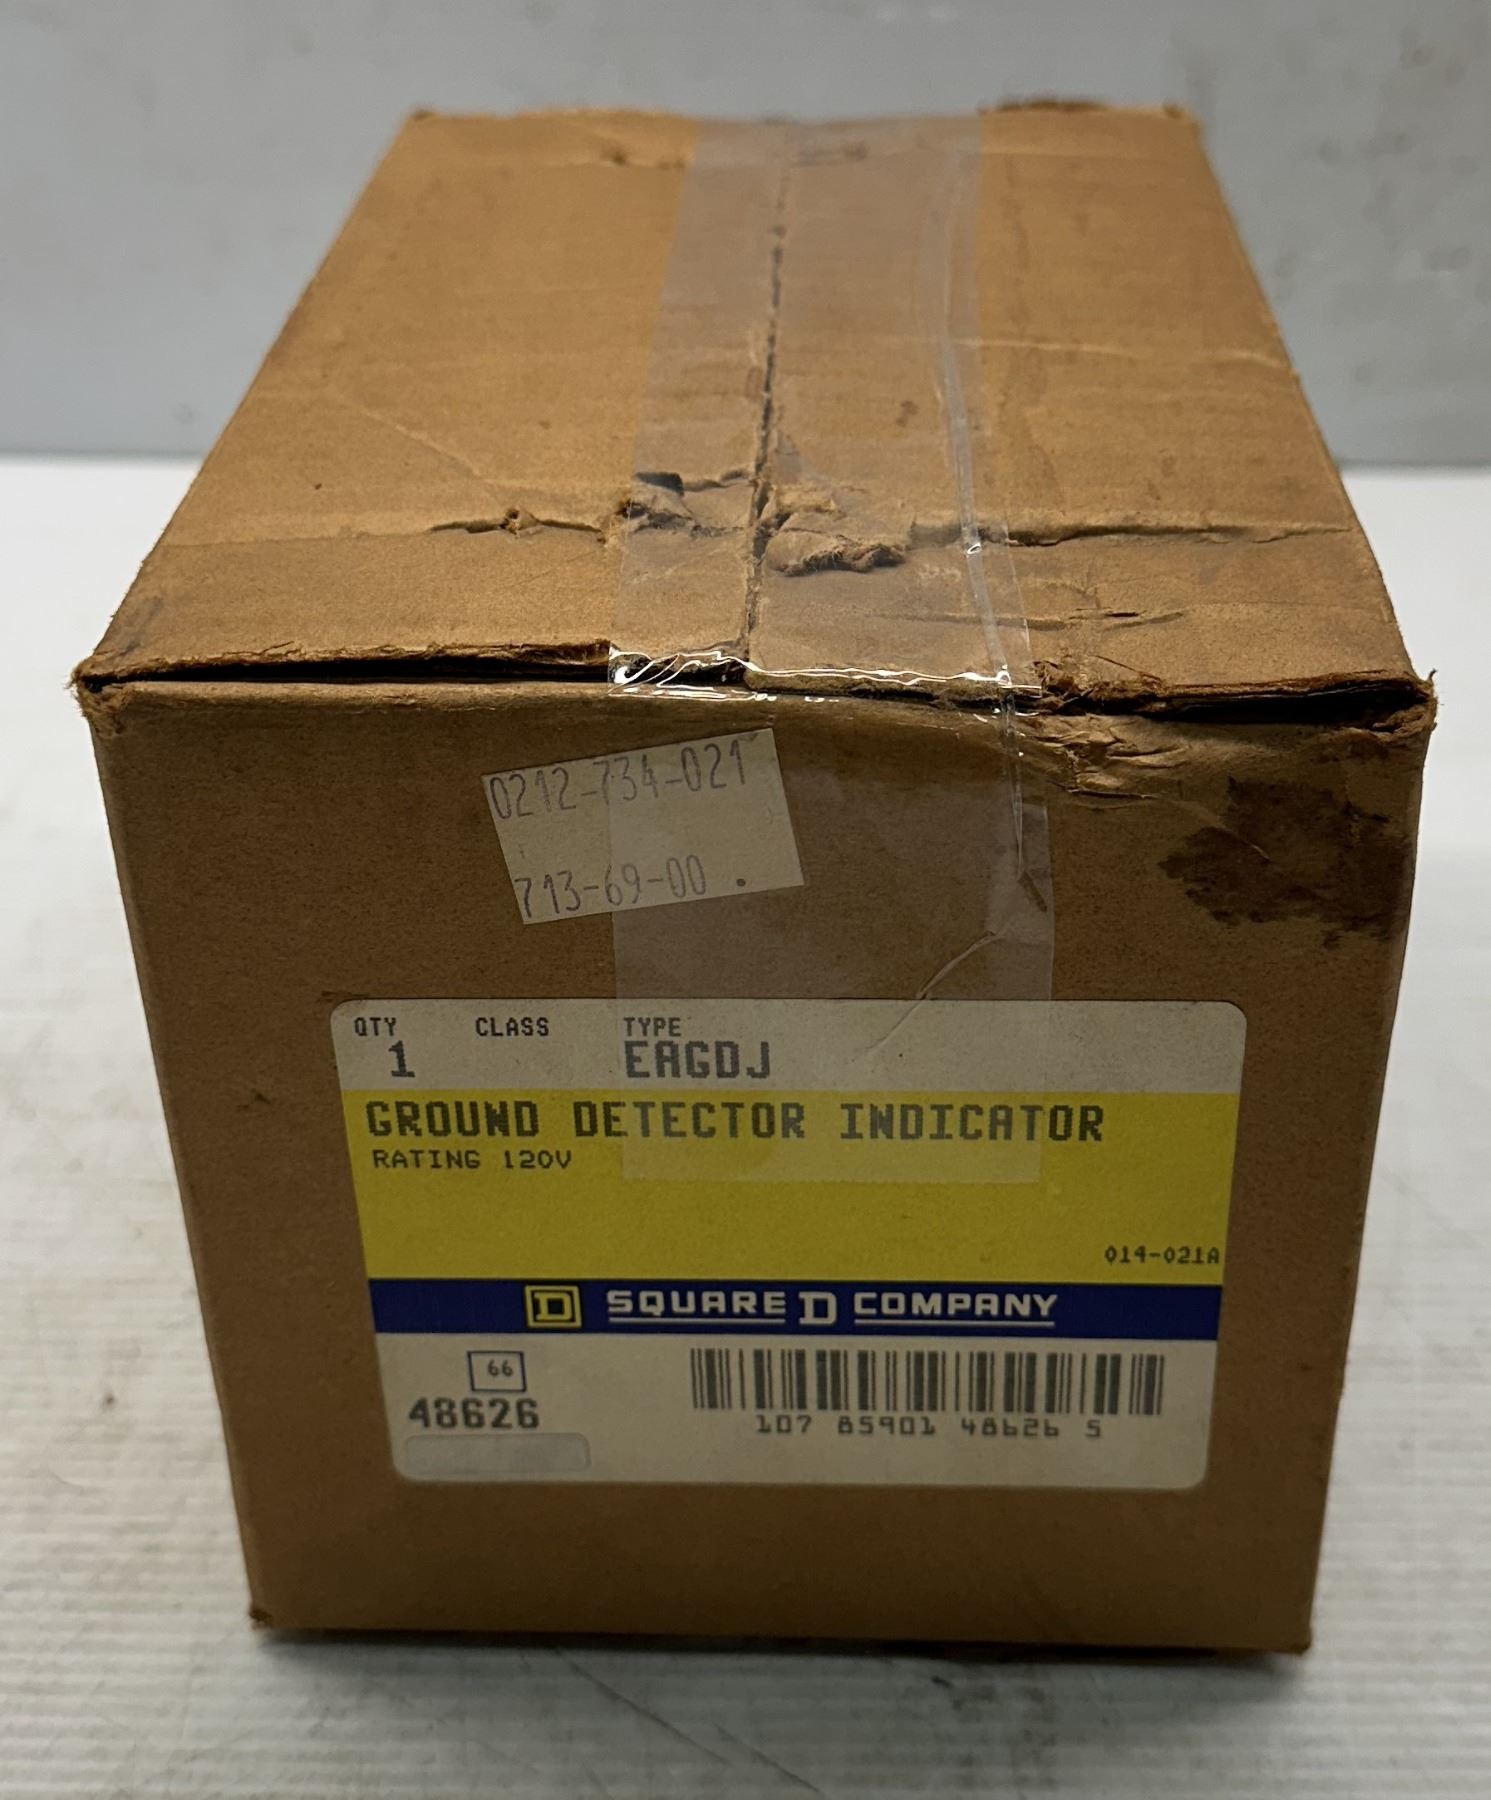 0212-734-021
713-69-00 .
QTY CLASS TYPE
1 EAGDJ
GROUND DETECTOR INDICATOR
RATING 120V
014-021A
D SQUARE D COMPANY
66
48626
107 85901 48626 5